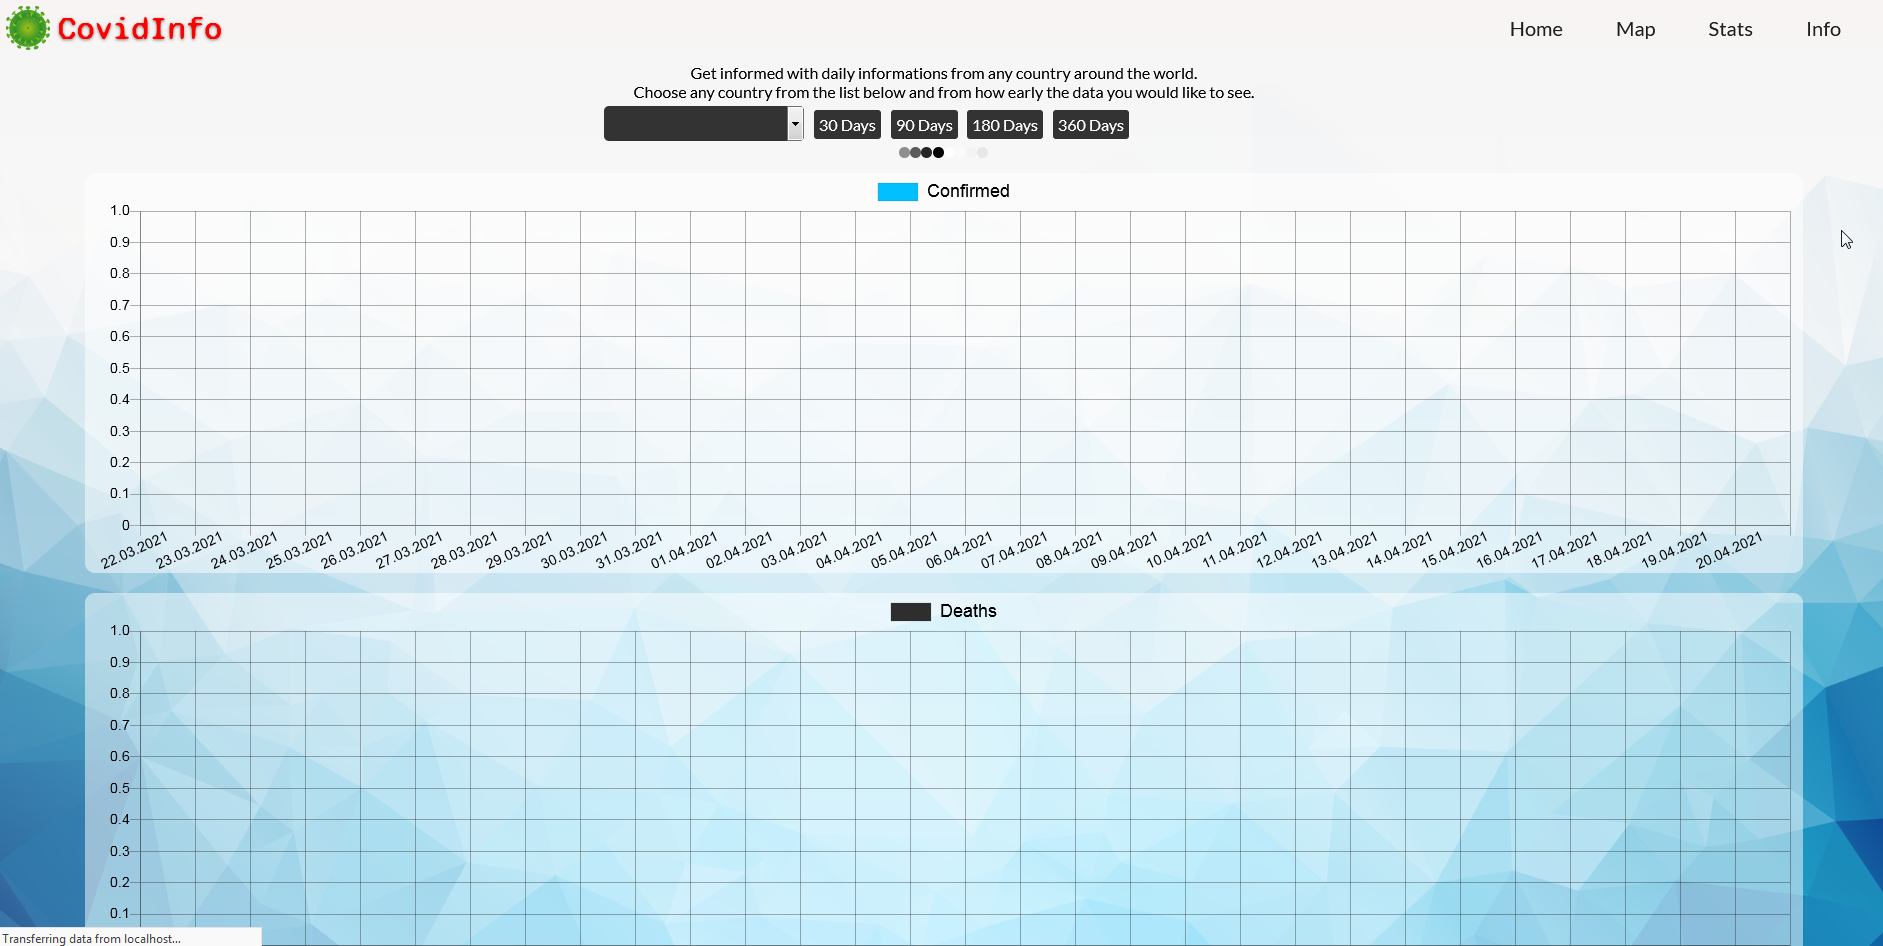 CovidInfo
Home Map Stats Info
Get informed with daily informations from any country around the world.
Choose any country from the list below and from how early the data you would like to see.
30 Days 90 Days 180 Days 360 Days
Confirmed
1.0
0.9
0.8
0.7
0.6
0.5
0.4
0.3
0.2
0.1
0
22.03.2021 23.03.2021 24.03.2021 25.03.2021 26.03.2021 27.03.2021 28.03.2021 29.03.2021 30.03.2021 31.03.2021 01.04.2021 02.04.2021 03.04.2021 04.04.2021 05.04.2021 06.04.2021 07.04.2021 08.04.2021 09.04.2021 10.04.2021 11.04.2021 12.04.2021 13.04.2021 14.04.2021 15.04.2021 16.04.2021 17.04.2021 18.04.2021 19.04.2021 20.04.2021
Deaths
1.0
0.9
0.8
0.7
0.6
0.5
0.4
0.3
0.2
0.1
Transferring data from localhost...